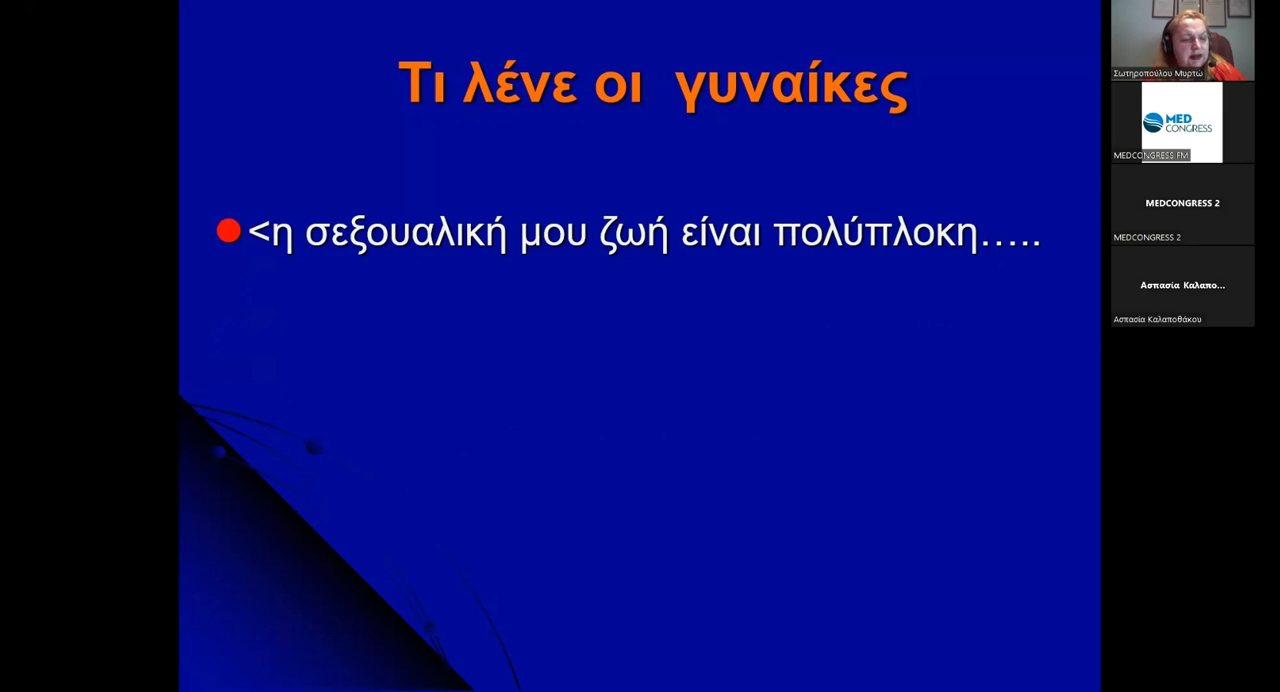 Τι λένε οι γυναίκες
<η σεξουαλική μου ζωή είναι πολύπλοκη…..
Σωτηροπούλου Μυρτώ
MED
CONGRESS
MEDCONGRESS FM
MEDCONGRESS 2
MEDCONGRESS 2
Ασπασία Καλαπο...
Ασπασία Καλαποθάκου